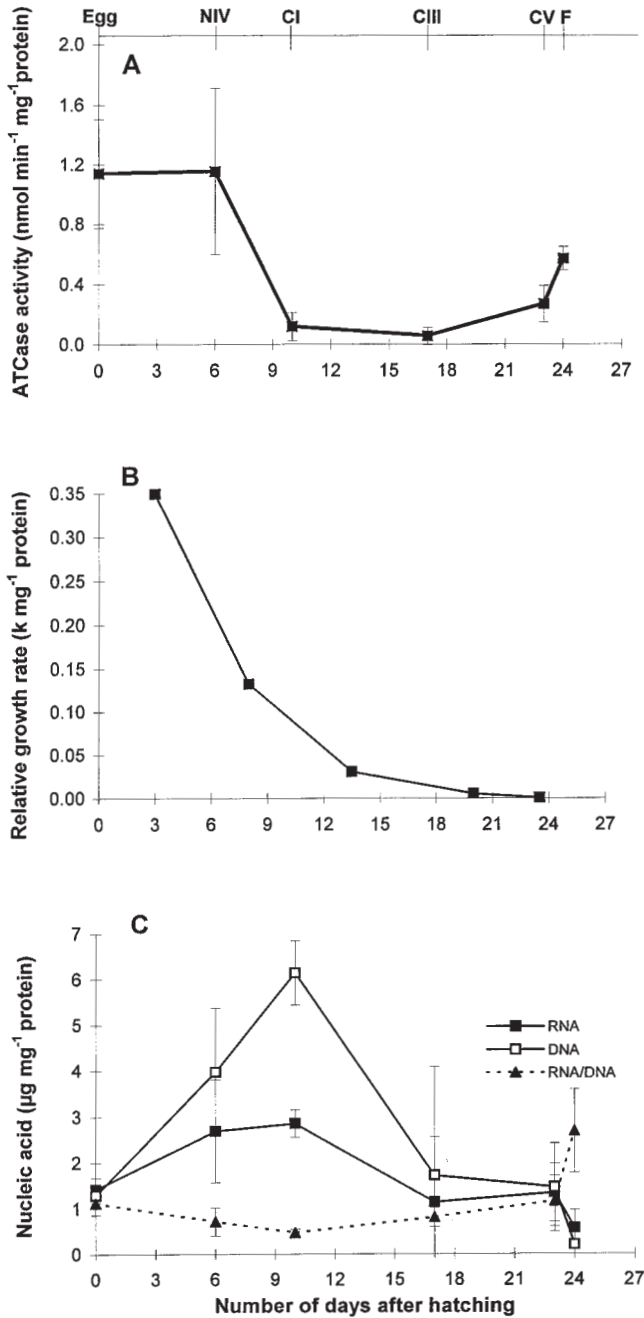 Egg NIV CI CIII CV F
A
ATCase activity (nmol min⁻¹ mg⁻¹protein)
2.0
1.6
1.2
0.8
0.4
0.0
0 3 6 9 12 15 18 21 24 27
B
Relative growth rate (k mg⁻¹ protein)
0.35
0.30
0.25
0.20
0.15
0.10
0.05
0.00
0 3 6 9 12 15 18 21 24 27
C
Nucleic acid (µg mg⁻¹ protein)
7
6
5
4
3
2
1
0
RNA
DNA
RNA/DNA
0 3 6 9 12 15 18 21 24 27
Number of days after hatching